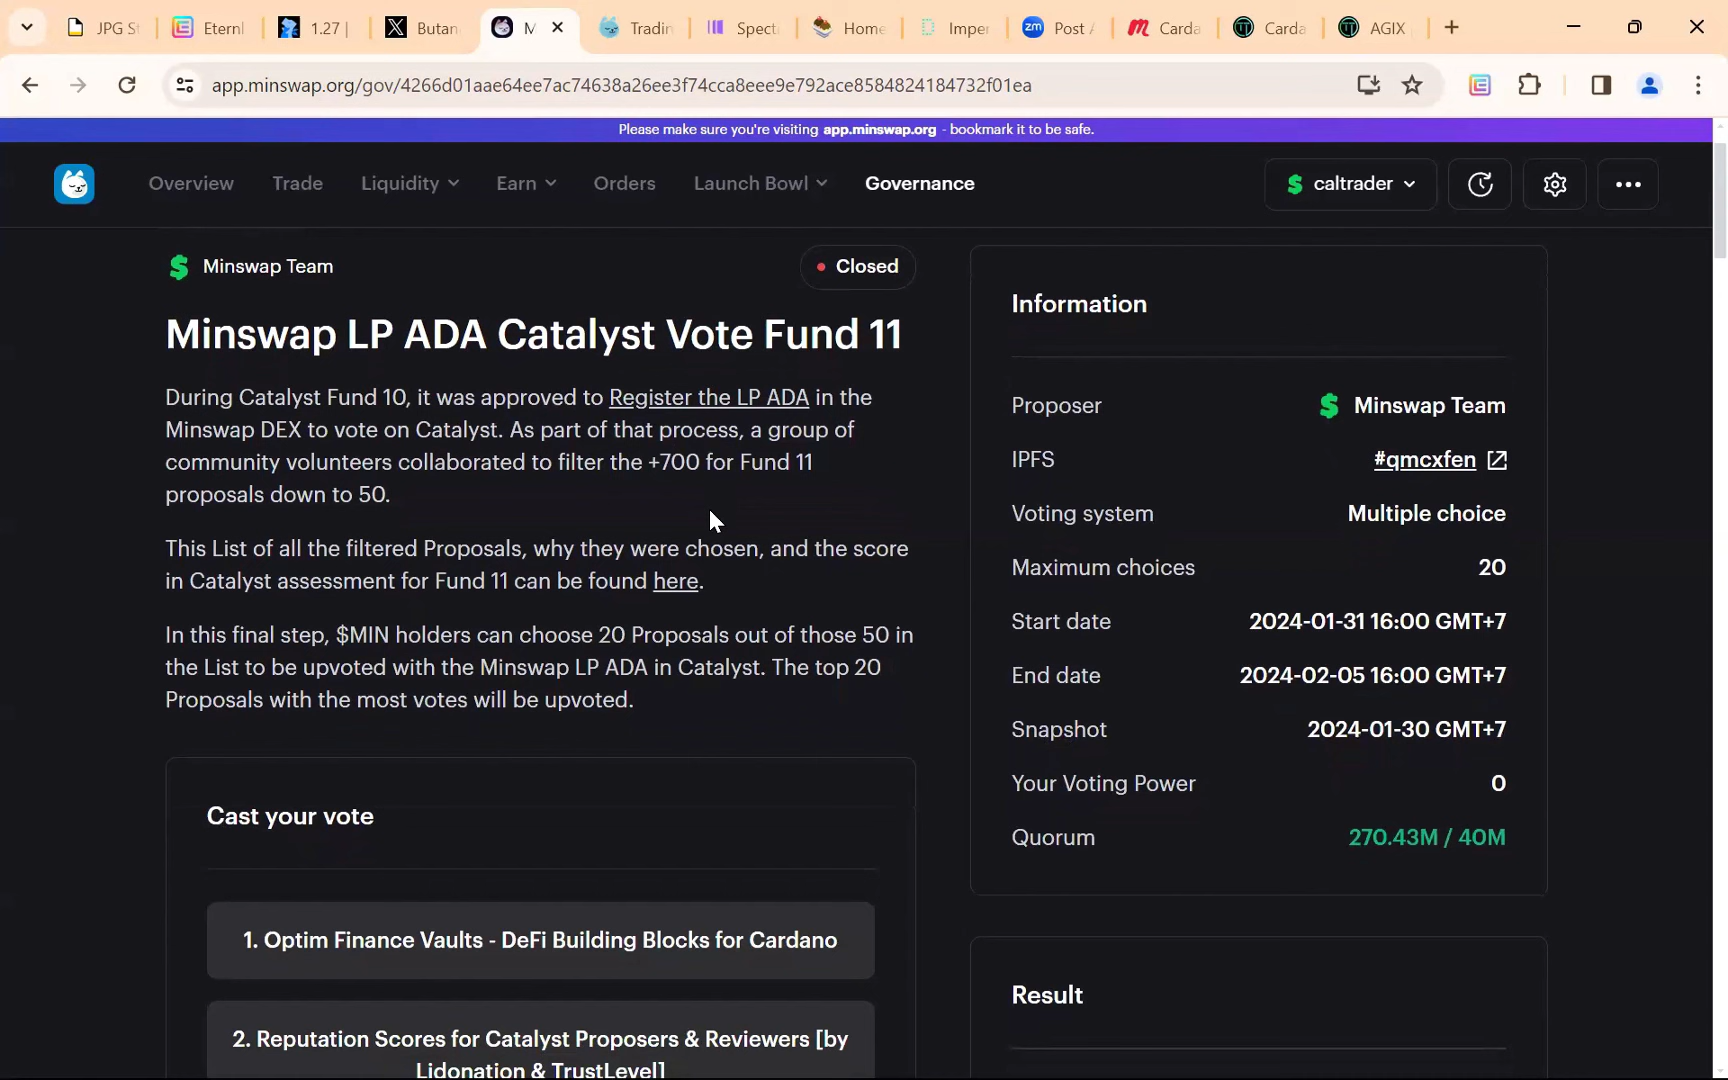 JPG S
Eternl
1.27 |
Butan
M
Tradin
Spect
Home
Imper
Post A
Carda
Carda
AGIX
app.minswap.org/gov/4266d01aae64ee7ac74638a26ee3f74cca8eee9e792ace8584824184732f01ea
Please make sure you're visiting app.minswap.org - bookmark it to be safe.
Overview Trade Liquidity Earn Orders Launch Bowl Governance caltrader
Minswap Team
Closed
Minswap LP ADA Catalyst Vote Fund 11
During Catalyst Fund 10, it was approved to Register the LP ADA in the
Minswap DEX to vote on Catalyst. As part of that process, a group of
community volunteers collaborated to filter the +700 for Fund 11
proposals down to 50.
This List of all the filtered Proposals, why they were chosen, and the score
in Catalyst assessment for Fund 11 can be found here.
In this final step, $MIN holders can choose 20 Proposals out of those 50 in
the List to be upvoted with the Minswap LP ADA in Catalyst. The top 20
Proposals with the most votes will be upvoted.
Cast your vote
1. Optim Finance Vaults - DeFi Building Blocks for Cardano
2. Reputation Scores for Catalyst Proposers & Reviewers [by
Lidonation & TrustLevel]
Information
Proposer Minswap Team
IPFS #qmcxfen
Voting system Multiple choice
Maximum choices 20
Start date 2024-01-31 16:00 GMT+7
End date 2024-02-05 16:00 GMT+7
Snapshot 2024-01-30 GMT+7
Your Voting Power 0
Quorum 270.43M / 40M
Result